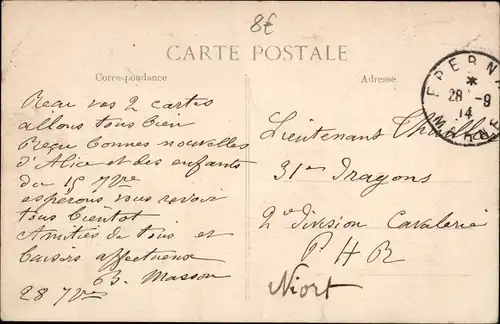 8€
CARTE POSTALE
Correspondance
Adresse
EPERNAY
*
28 -9
14
MARNE
Reçu vos 2 cartes
allons tous bien
Reçu bonnes nouvelles
d'Alice et des enfants
du 15 7bre
espérons vous revoir
tous bientôt
Amitiés de tous et
baisers affectueux
B. Masson
28 7bre
Lieutenant
31e Dragons
2e division Cavalerie
P H R
Niort